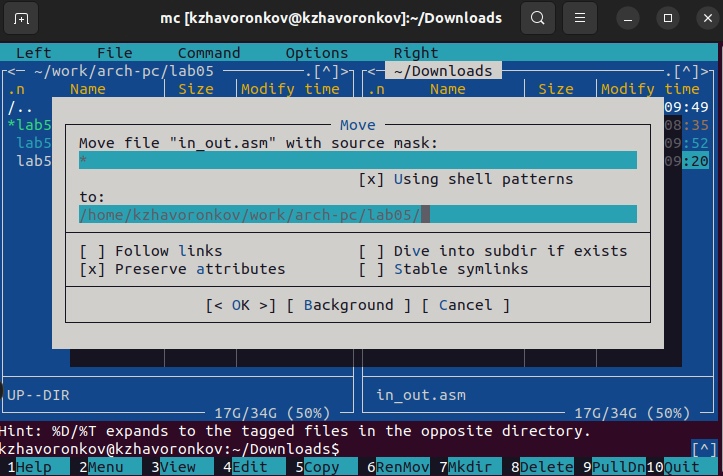 mc [kzhavoronkov@kzhavoronkov]:~/Downloads
Left File Command Options Right
<─ ~/work/arch-pc/lab05 ─.[^]> <─ ~/Downloads ─.[^]>
.n Name Size Modify time .n Name Size Modify time
/.. 09:49
*lab5 08:35
lab5 09:52
lab5 09:20
Move
Move file "in_out.asm" with source mask:
*
[x] Using shell patterns
to:
/home/kzhavoronkov/work/arch-pc/lab05/
[ ] Follow links [ ] Dive into subdir if exists
[x] Preserve attributes [ ] Stable symlinks
[< OK >] [ Background ] [ Cancel ]
UP--DIR in_out.asm
17G/34G (50%) 17G/34G (50%)
Hint: %D/%T expands to the tagged files in the opposite directory.
kzhavoronkov@kzhavoronkov:~/Downloads$ [^]
1Help 2Menu 3View 4Edit 5Copy 6RenMov 7Mkdir 8Delete 9PullDn 10Quit